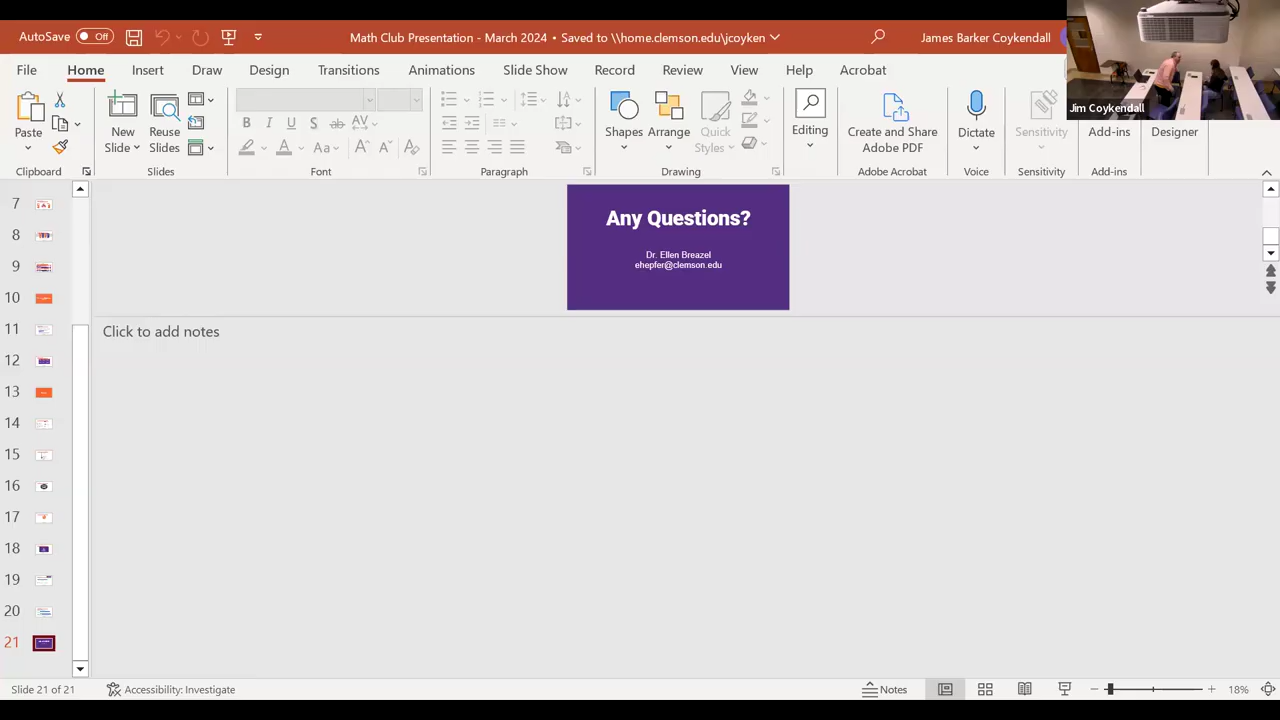 AutoSave Off
Math Club Presentation - March 2024 • Saved to \\home.clemson.edu\jcoyken
James Barker Coykendall
File Home Insert Draw Design Transitions Animations Slide Show Record Review View Help Acrobat
Jim Coykendall
Paste
New Slide
Reuse Slides
B I U S ab AV
Aa A A A
Shapes
Arrange
Quick Styles
Editing
Create and Share Adobe PDF
Dictate
Sensitivity
Add-ins
Designer
Clipboard Slides Font Paragraph Drawing Adobe Acrobat Voice Sensitivity Add-ins
7
8
9
10
11
12
13
14
15
16
17
18
19
20
21
Any Questions?
Dr. Ellen Breazel
ehepfer@clemson.edu
Click to add notes
Slide 21 of 21 Accessibility: Investigate Notes 18%